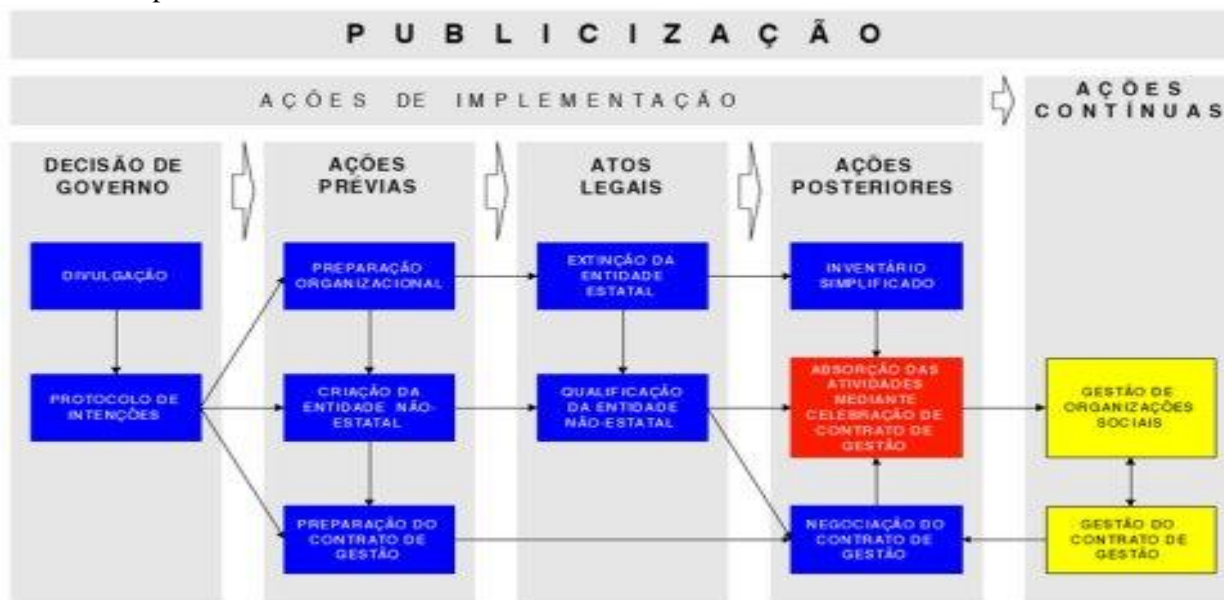 PUBLICIZAÇÃO
AÇÕES DE IMPLEMENTAÇÃO
AÇÕES
CONTÍNUAS
DECISÃO DE
GOVERNO
AÇÕES
PRÉVIAS
ATOS
LEGAIS
AÇÕES
POSTERIORES
DIVULGAÇÃO
PREPARAÇÃO
ORGANIZACIONAL
EXTINÇÃO DA
ENTIDADE
ESTATAL
INVENTÁRIO
SIMPLIFICADO
PROTOCOLO DE
INTENÇÕES
CRIAÇÃO DA
ENTIDADE NÃO-
ESTATAL
QUALIFICAÇÃO
DA ENTIDADE
NÃO-ESTATAL
ABSORÇÃO DAS
ATIVIDADES
MEDIANTE
CELEBRAÇÃO DE
CONTRATO DE
GESTÃO
GESTÃO DE
ORGANIZAÇÕES
SOCIAIS
PREPARAÇÃO DO
CONTRATO DE
GESTÃO
NEGOCIAÇÃO DO
CONTRATO DE
GESTÃO
GESTÃO DO
CONTRATO DE
GESTÃO